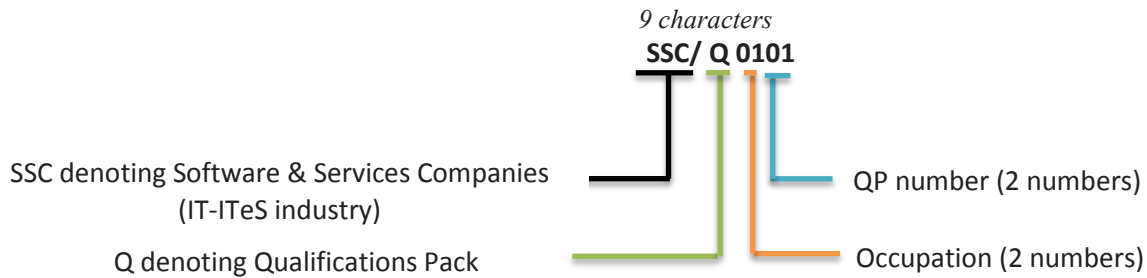 9 characters
SSC/ Q 0101
SSC denoting Software & Services Companies
(IT-ITeS industry)
QP number (2 numbers)
Q denoting Qualifications Pack
Occupation (2 numbers)